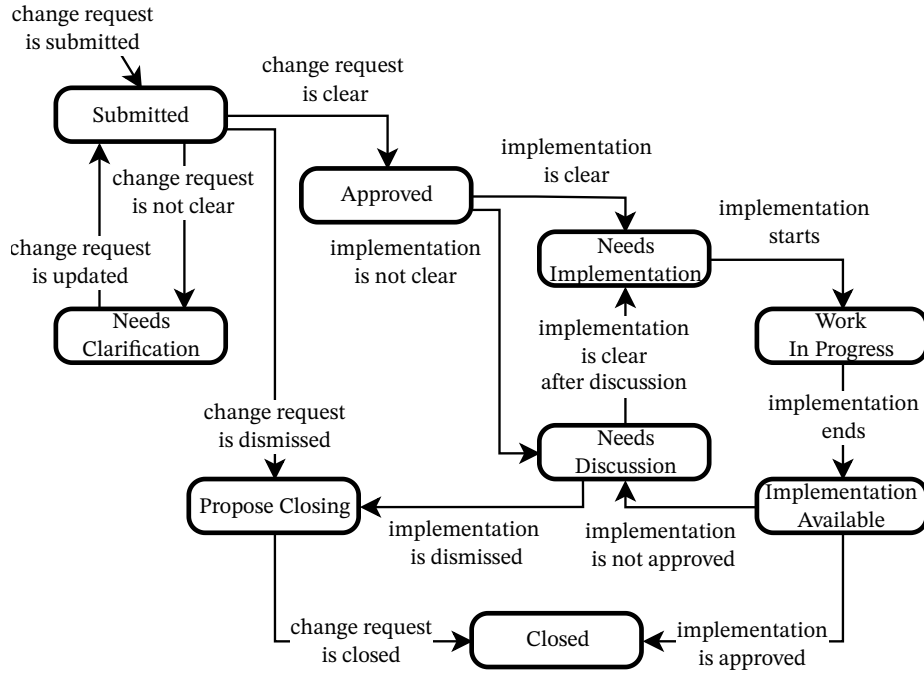 change request
is submitted
Submitted
change request
is clear
change request
is not clear
change request
is updated
Needs
Clarification
Approved
implementation
is clear
implementation
is not clear
Needs
Implementation
implementation
starts
Work
In Progress
implementation
is clear
after discussion
implementation
ends
change request
is dismissed
Needs
Discussion
Propose Closing
implementation
is dismissed
implementation
is not approved
Implementation
Available
change request
is closed
Closed
implementation
is approved